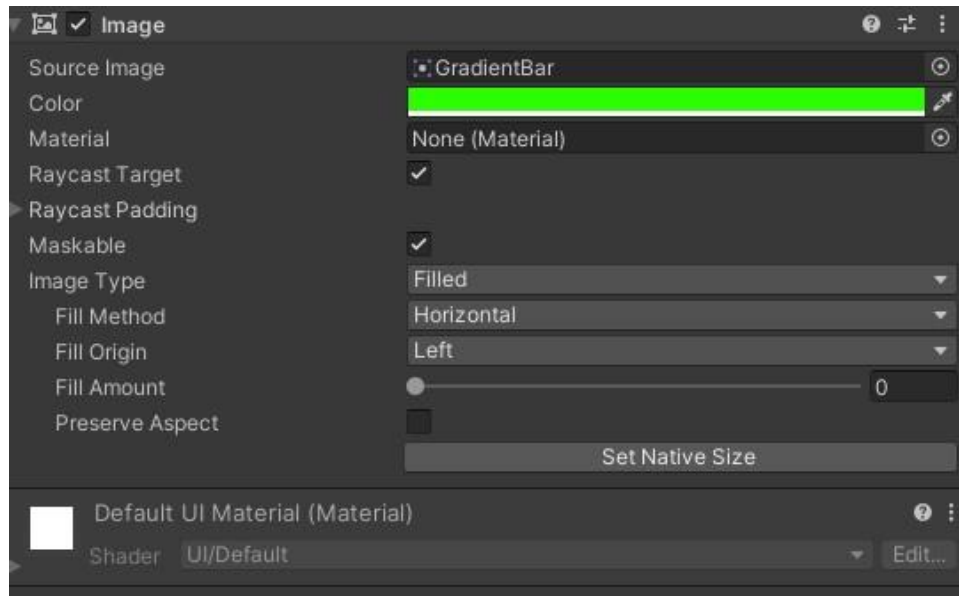 Image
Source Image GradientBar
Color
Material None (Material)
Raycast Target
Raycast Padding
Maskable
Image Type Filled
Fill Method Horizontal
Fill Origin Left
Fill Amount 0
Preserve Aspect
Set Native Size
Default UI Material (Material)
Shader UI/Default Edit...